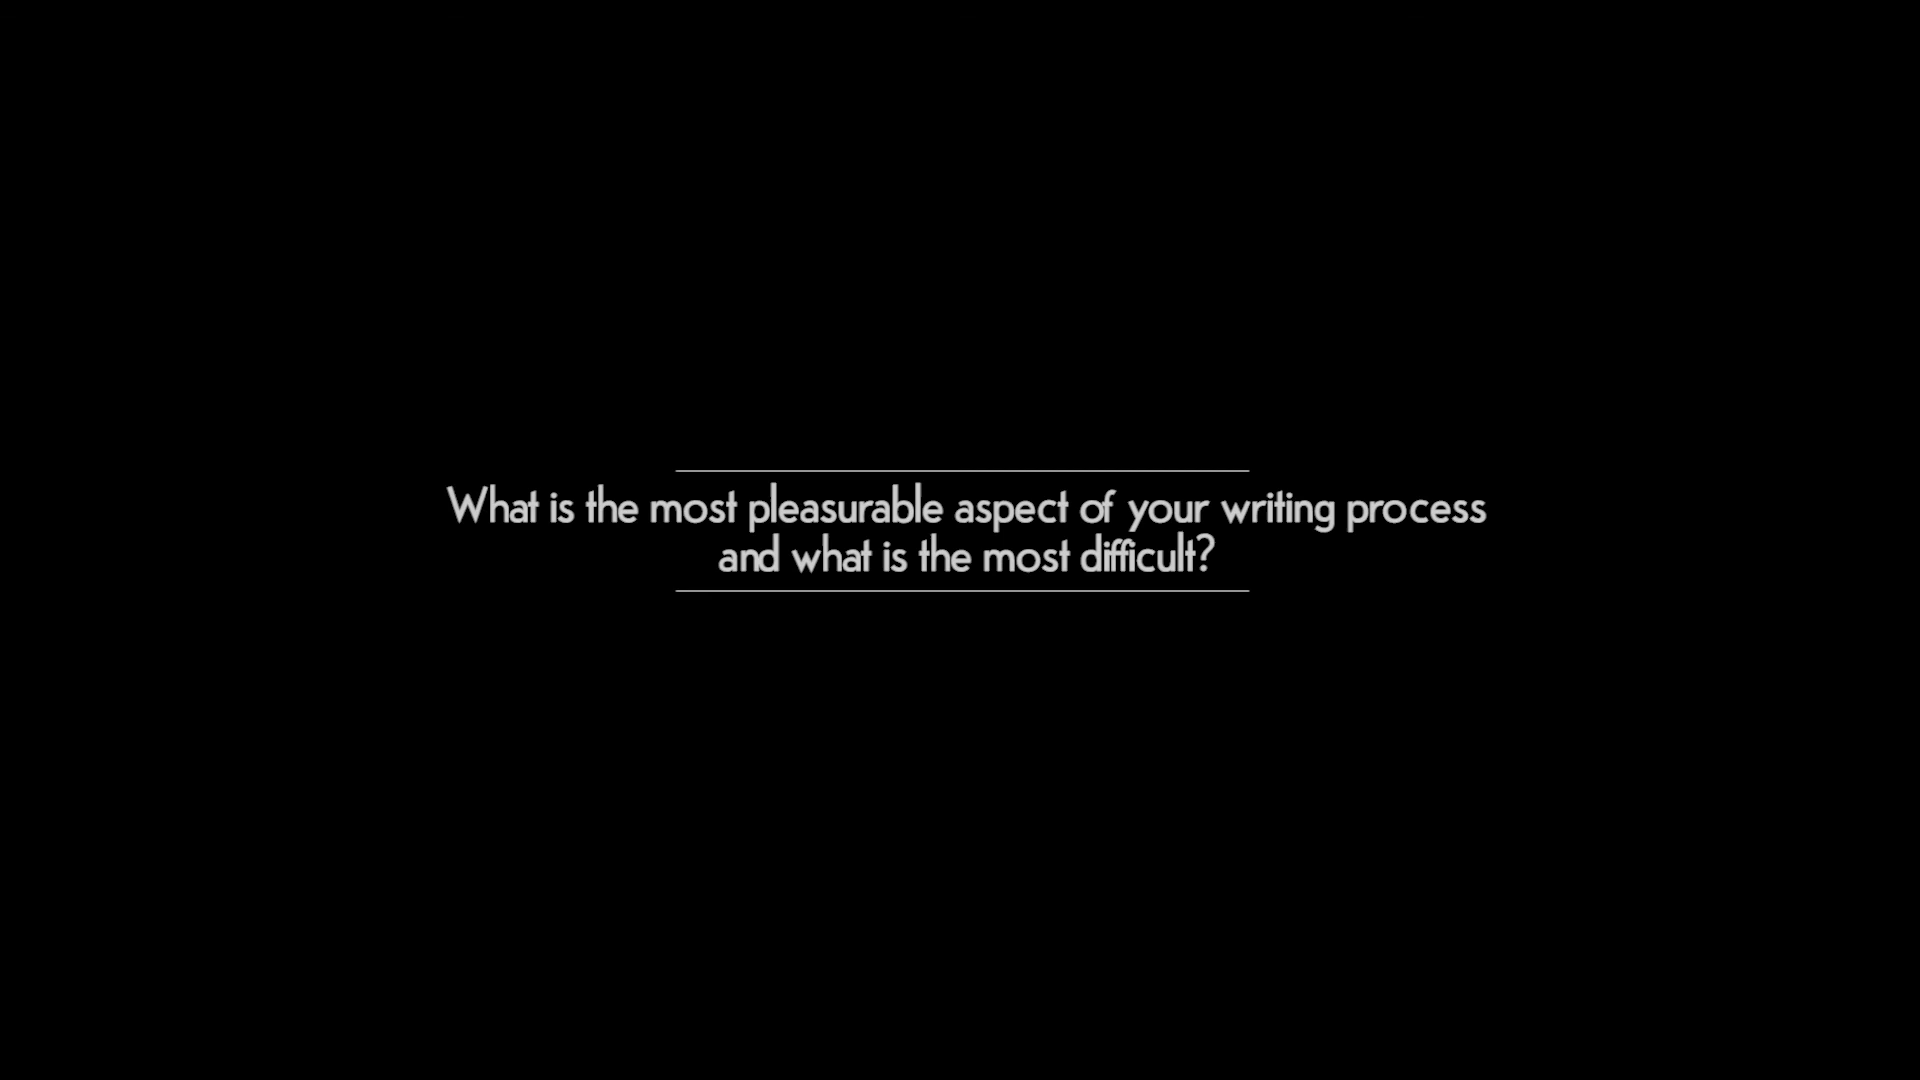 What is the most pleasurable aspect of your writing process
and what is the most difficult?